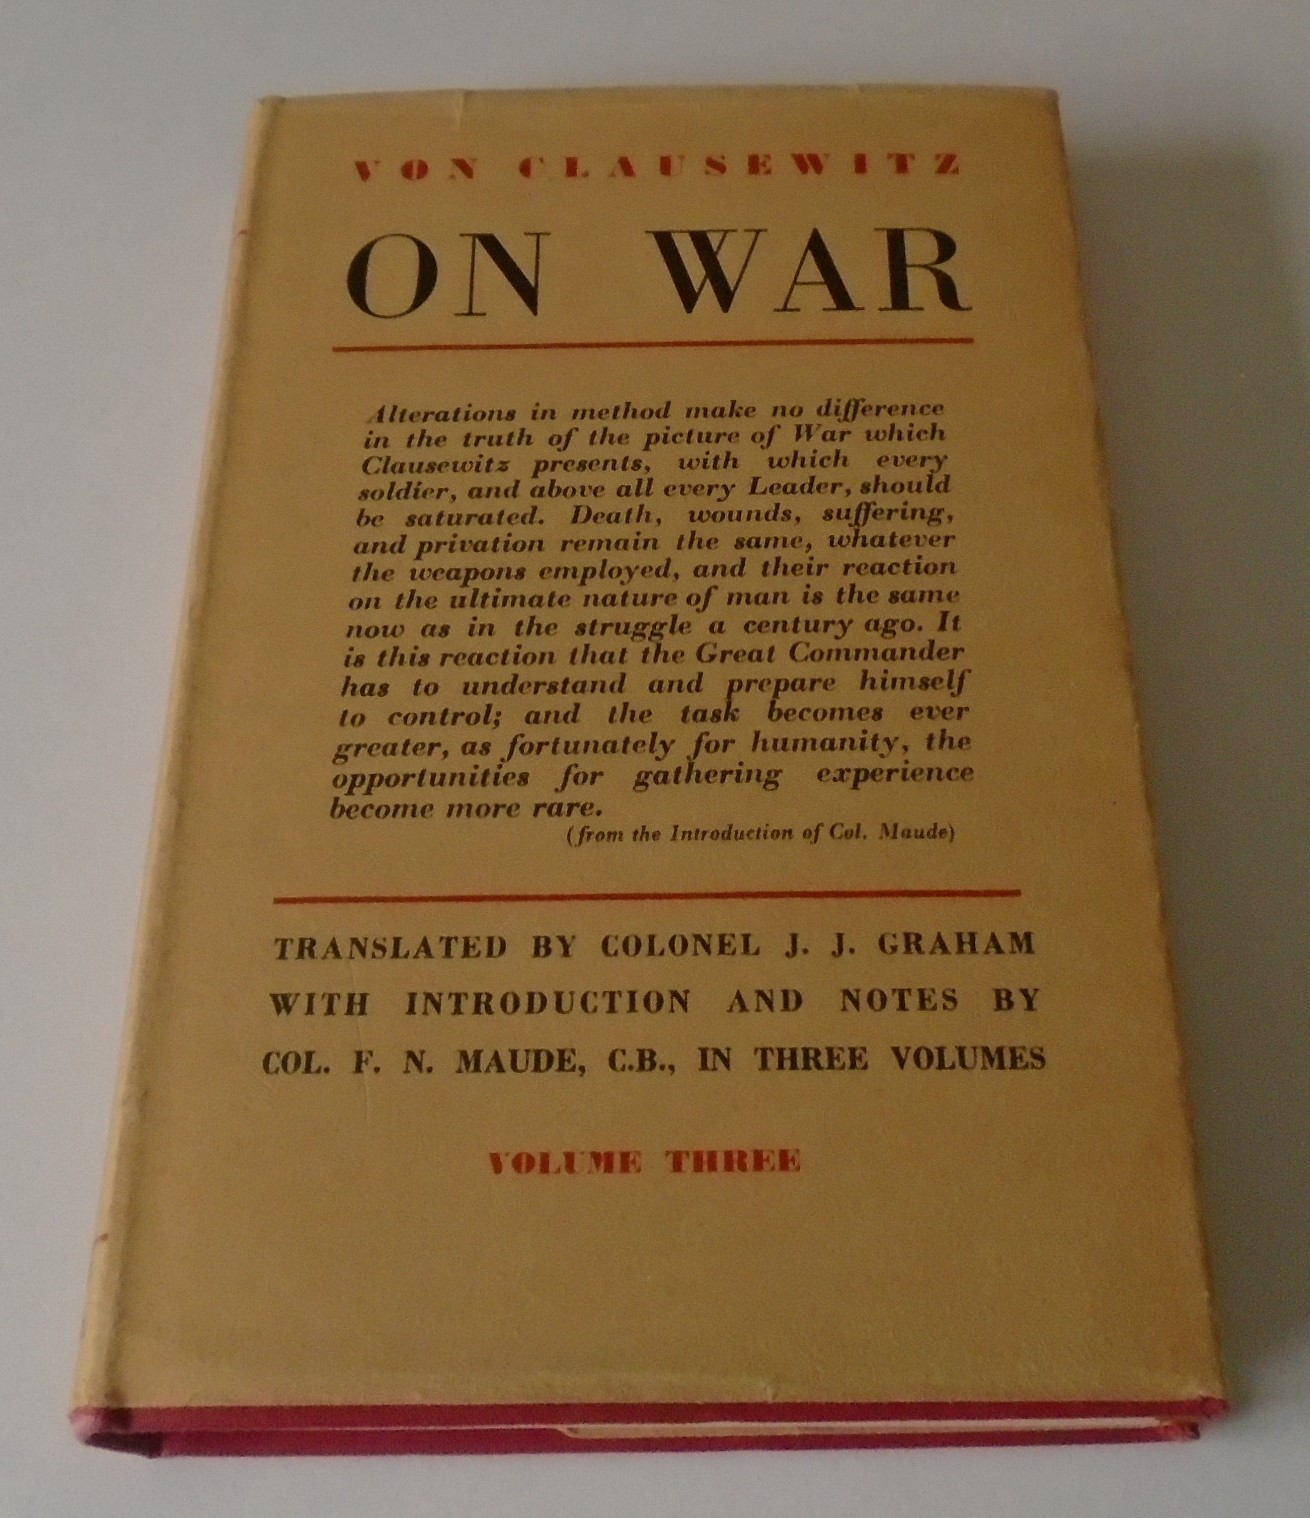 VON CLAUSEWITZ
ON WAR
Alterations in method make no difference
in the truth of the picture of War which
Clausewitz presents, with which every
soldier, and above all every Leader, should
be saturated. Death, wounds, suffering,
and privation remain the same, whatever
the weapons employed, and their reaction
on the ultimate nature of man is the same
now as in the struggle a century ago. It
is this reaction that the Great Commander
has to understand and prepare himself
to control; and the task becomes ever
greater, as fortunately for humanity, the
opportunities for gathering experience
become more rare.
(from the Introduction of Col. Maude)
TRANSLATED BY COLONEL J. J. GRAHAM
WITH INTRODUCTION AND NOTES BY
COL. F. N. MAUDE, C.B., IN THREE VOLUMES
VOLUME THREE